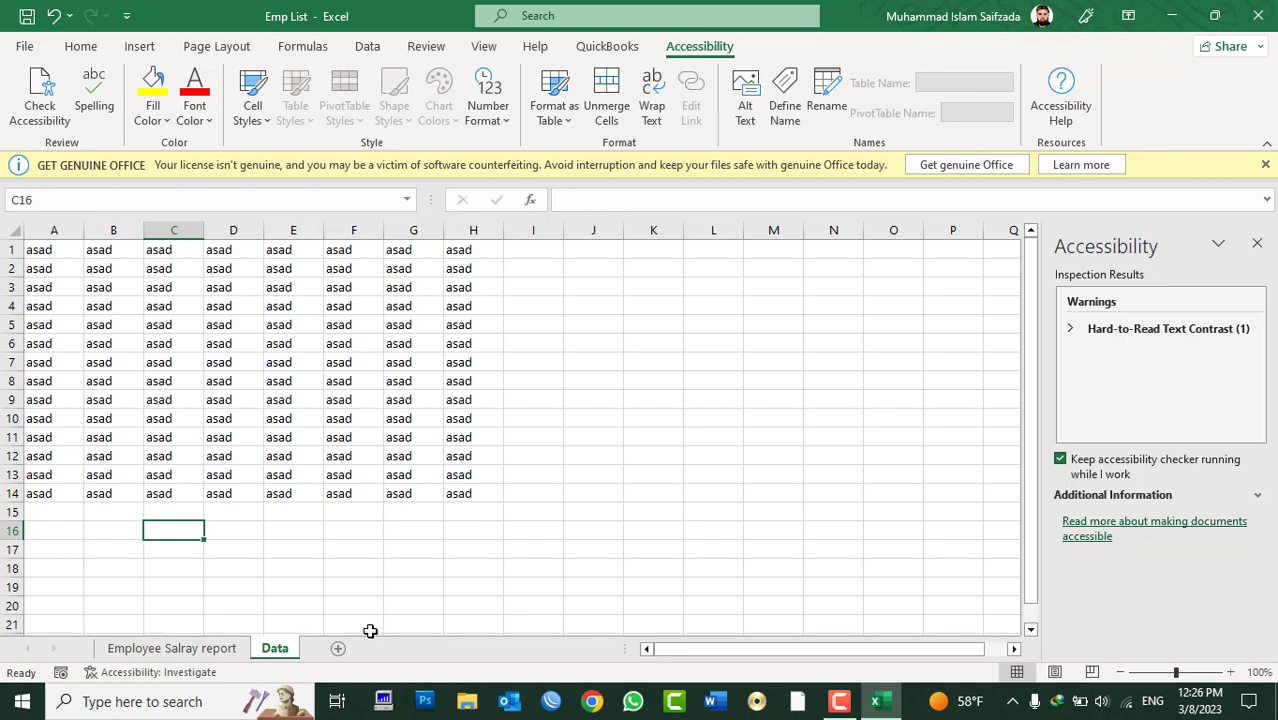 Emp List - Excel
Search
Muhammad Islam Saifzada
File Home Insert Page Layout Formulas Data Review View Help QuickBooks Accessibility Share
Check Accessibility
abc Spelling
Review
Fill Color
A Font Color
Color
Cell Styles
Table Styles
PivotTable Styles
Shape Styles
Chart Colors
123 Number Format
Style
Format as Table
Unmerge Cells
ab Wrap Text
Edit Link
Format
Alt Text
Define Name
Rename
Table Name:
PivotTable Name:
Names
Accessibility Help
Resources
GET GENUINE OFFICE Your license isn't genuine, and you may be a victim of software counterfeiting. Avoid interruption and keep your files safe with genuine Office today. Get genuine Office Learn more
C16 fx
A B C D E F G H I J K L M N O P Q
1 asad asad asad asad asad asad asad asad
2 asad asad asad asad asad asad asad asad
3 asad asad asad asad asad asad asad asad
4 asad asad asad asad asad asad asad asad
5 asad asad asad asad asad asad asad asad
6 asad asad asad asad asad asad asad asad
7 asad asad asad asad asad asad asad asad
8 asad asad asad asad asad asad asad asad
9 asad asad asad asad asad asad asad asad
10 asad asad asad asad asad asad asad asad
11 asad asad asad asad asad asad asad asad
12 asad asad asad asad asad asad asad asad
13 asad asad asad asad asad asad asad asad
14 asad asad asad asad asad asad asad asad
15
16
17
18
19
20
21
Accessibility
Inspection Results
Warnings
Hard-to-Read Text Contrast (1)
Keep accessibility checker running
while I work
Additional Information
Read more about making documents
accessible
Employee Salray report Data
Ready Accessibility: Investigate 100%
Type here to search
58°F ENG
12:26 PM
3/8/2023